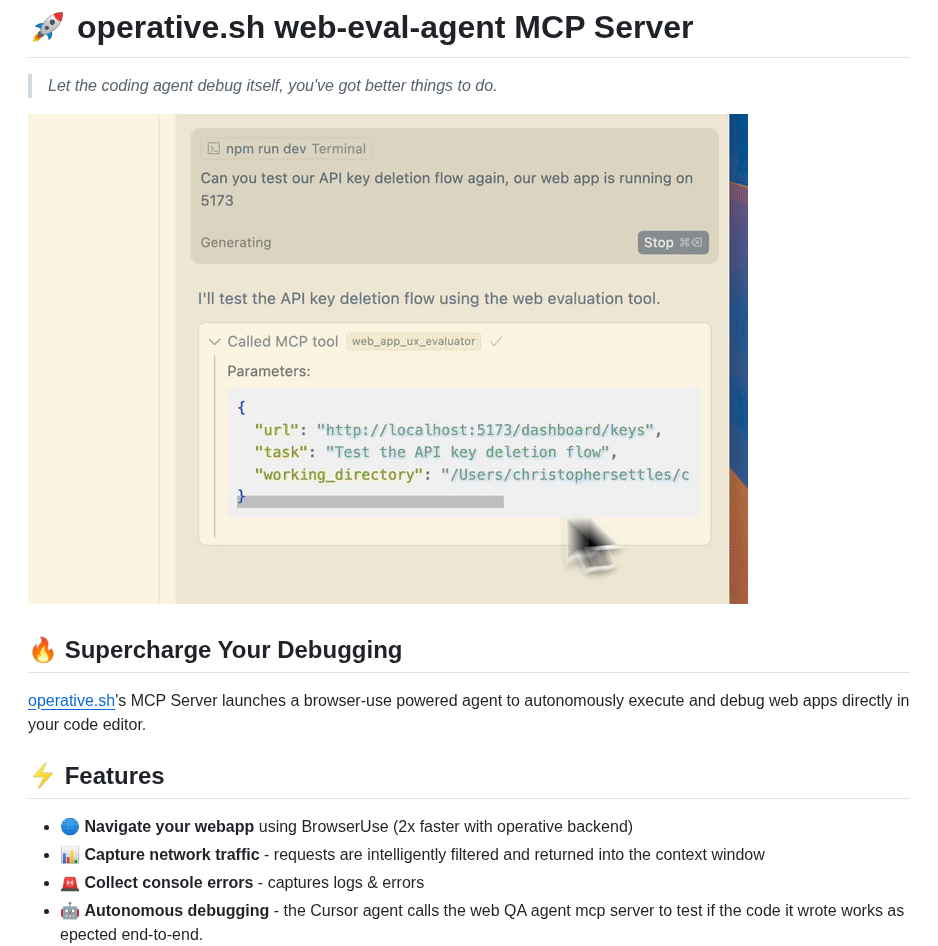 🚀 operative.sh web-eval-agent MCP Server
Let the coding agent debug itself, you've got better things to do.
npm run dev Terminal
Can you test our API key deletion flow again, our web app is running on
5173
Generating
Stop ⌘⌫
I'll test the API key deletion flow using the web evaluation tool.
Called MCP tool web_app_ux_evaluator ✓
Parameters:
{
"url": "http://localhost:5173/dashboard/keys",
"task": "Test the API key deletion flow",
"working_directory": "/Users/christophersettles/c
}
🔥 Supercharge Your Debugging
operative.sh's MCP Server launches a browser-use powered agent to autonomously execute and debug web apps directly in
your code editor.
⚡ Features
• 🌐 Navigate your webapp using BrowserUse (2x faster with operative backend)
• 📊 Capture network traffic - requests are intelligently filtered and returned into the context window
• 🚨 Collect console errors - captures logs & errors
• 🤖 Autonomous debugging - the Cursor agent calls the web QA agent mcp server to test if the code it wrote works as
epected end-to-end.